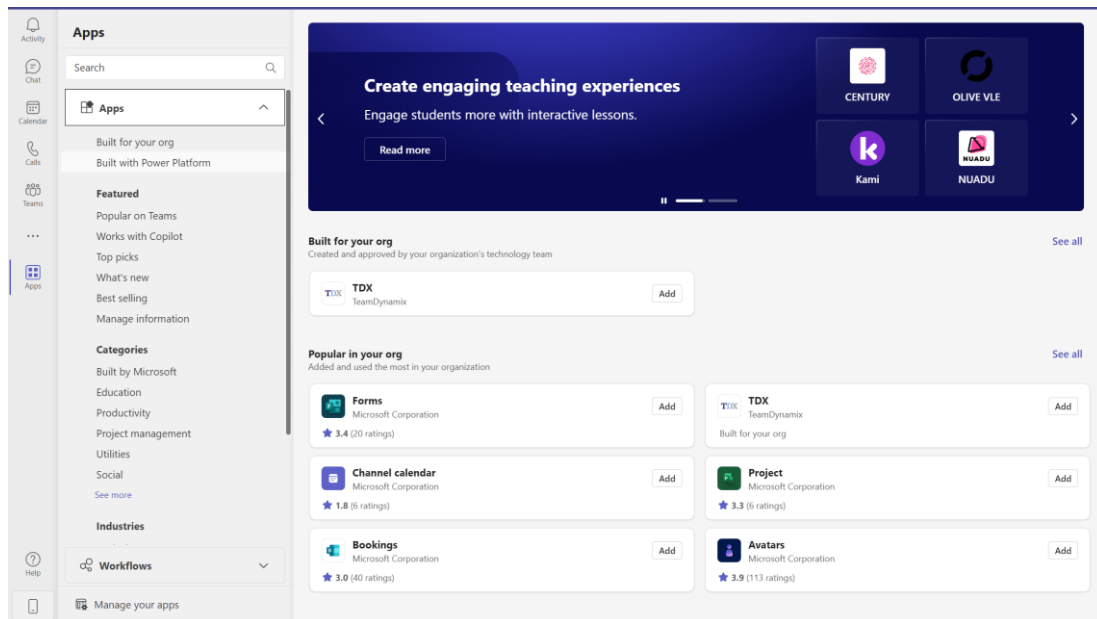 Activity
Chat
Calendar
Calls
Teams
...
Apps
Help
Apps
Search
Apps
Built for your org
Built with Power Platform
Featured
Popular on Teams
Works with Copilot
Top picks
What's new
Best selling
Manage information
Categories
Built by Microsoft
Education
Productivity
Project management
Utilities
Social
See more
Industries
Workflows
Manage your apps
Create engaging teaching experiences
Engage students more with interactive lessons.
Read more
CENTURY
OLIVE VLE
k
Kami
NUADU
NUADU
Built for your org
See all
Created and approved by your organization's technology team
TDX
TDX
TeamDynamix
Add
Popular in your org
See all
Added and used the most in your organization
Forms
Microsoft Corporation
Add
3.4 (20 ratings)
TDX
TDX
TeamDynamix
Add
Built for your org
Channel calendar
Microsoft Corporation
Add
1.8 (6 ratings)
Project
Microsoft Corporation
Add
3.3 (6 ratings)
Bookings
Microsoft Corporation
Add
3.0 (40 ratings)
Avatars
Microsoft Corporation
Add
3.9 (113 ratings)